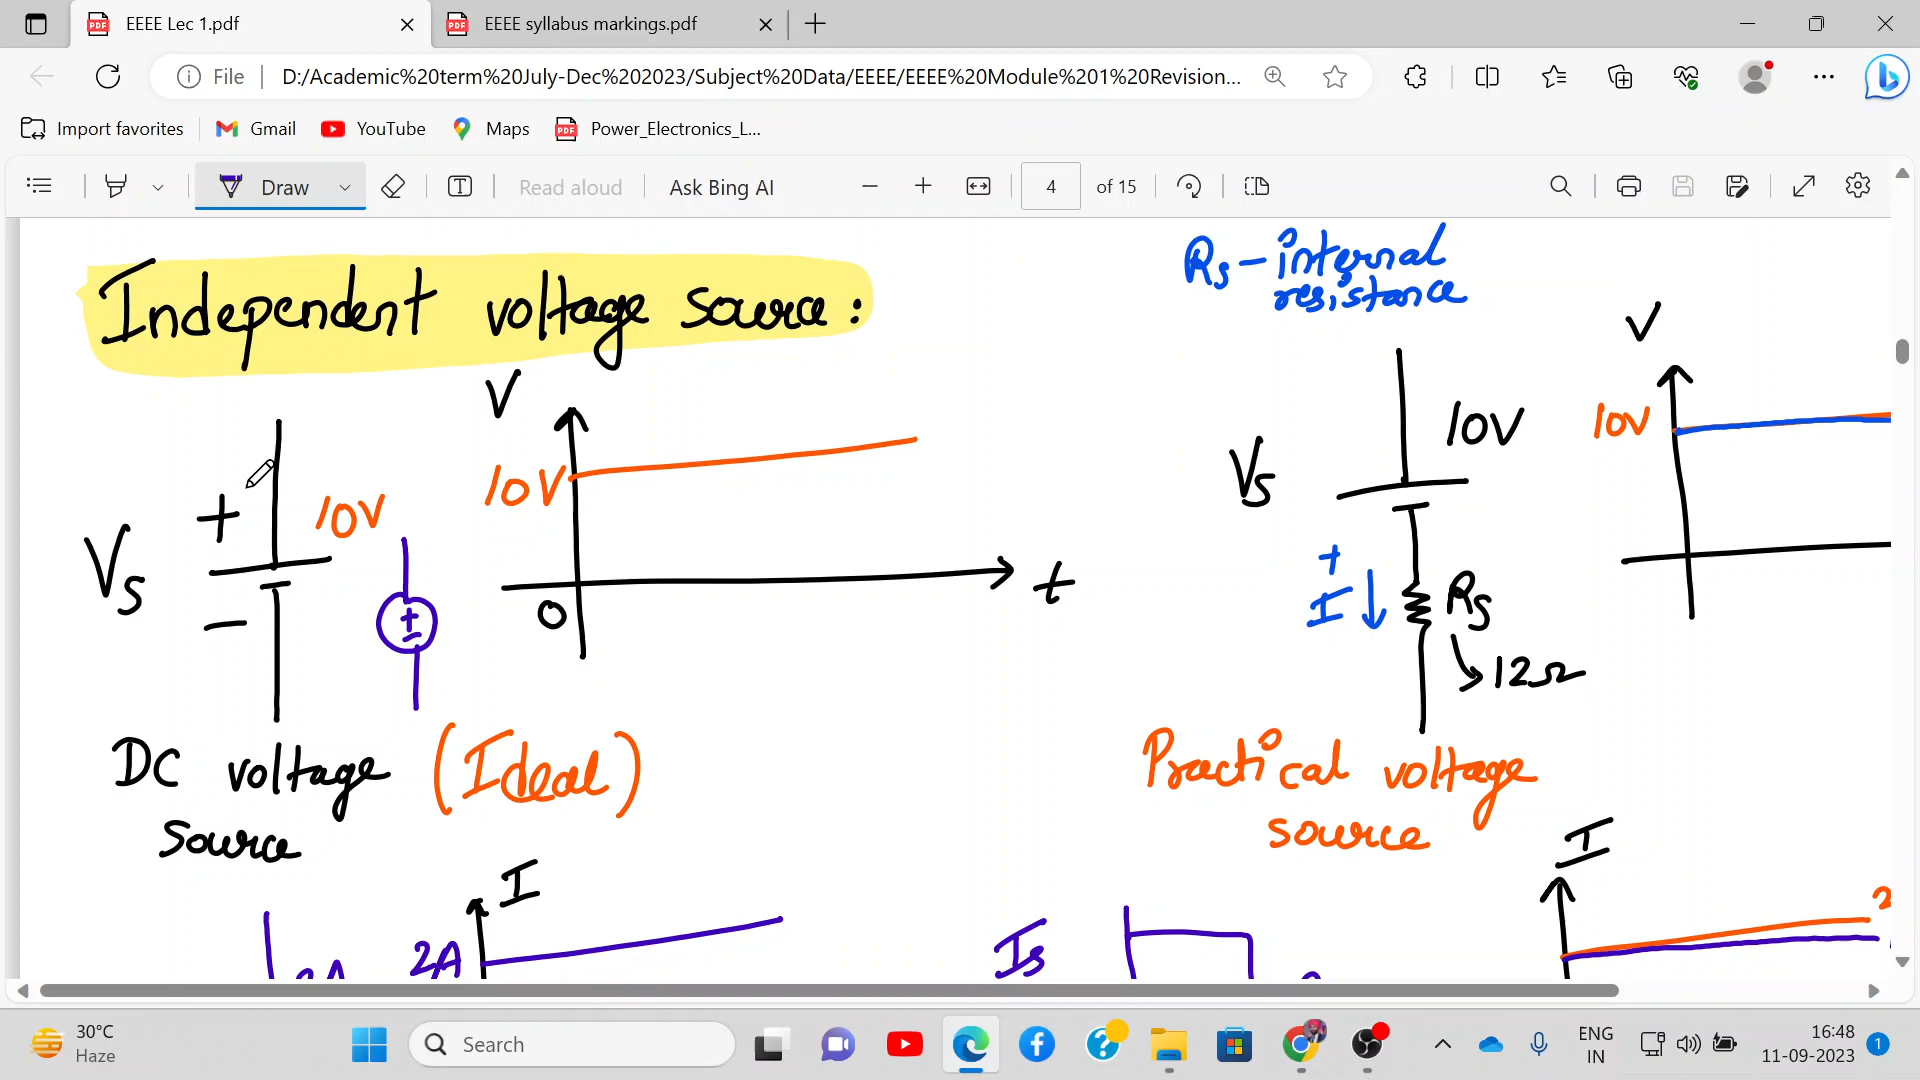 EEEE Lec 1.pdf
EEEE syllabus markings.pdf
File
D:/Academic%20term%20July-Dec%202023/Subject%20Data/EEEE/EEEE%20Module%201%20Revision...
Import favorites
Gmail
YouTube
Maps
Power_Electronics_L...
Draw
Read aloud
Ask Bing AI
4 of 15
Independent voltage source:
Rs - internal
resistance
V
10V
t
0
Vs
+
10V
-
+
-
DC voltage (Ideal)
source
Vs
10V
+
I ↓
Rs
12Ω
Practical voltage
source
V
10V
I
2A
2A
Is
I
2
30°C
Haze
Search
ENG
IN
16:48
11-09-2023
1